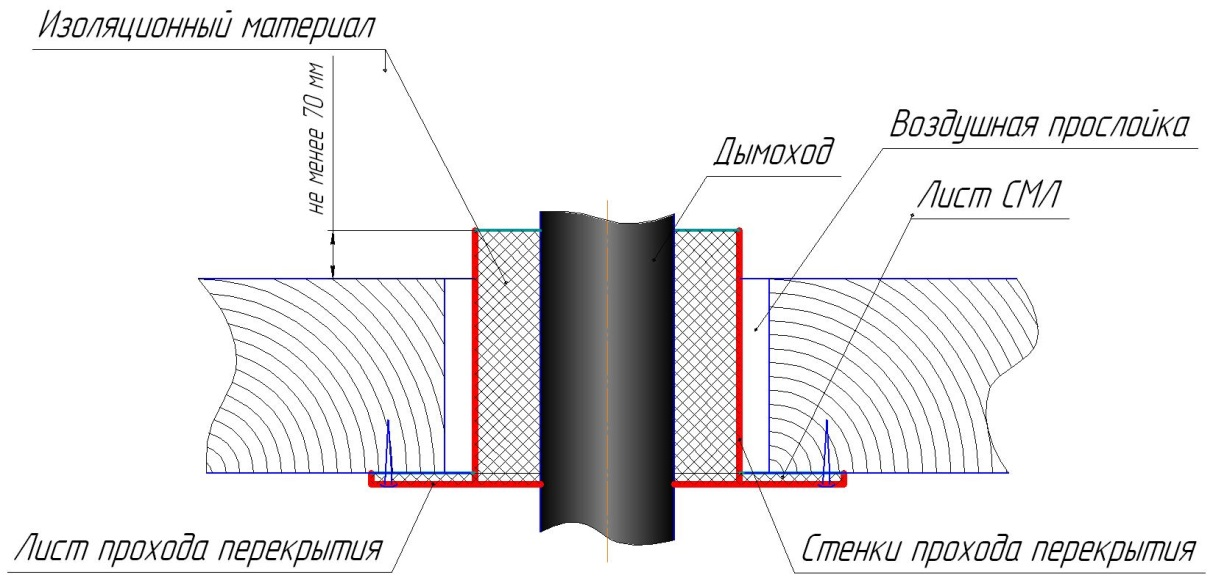 Изоляционный материал
не менее 70 мм
Дымоход
Воздушная прослойка
Лист СМЛ
Лист прохода перекрытия
Стенки прохода перекрытия